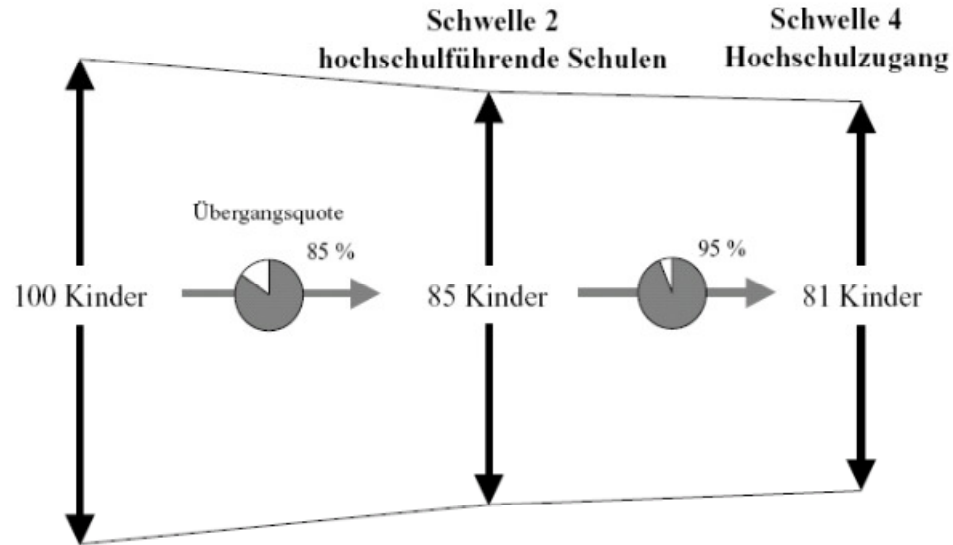 Schwelle 2
hochschulführende Schulen
Schwelle 4
Hochschulzugang
Übergangsquote
85 %
95 %
100 Kinder
85 Kinder
81 Kinder